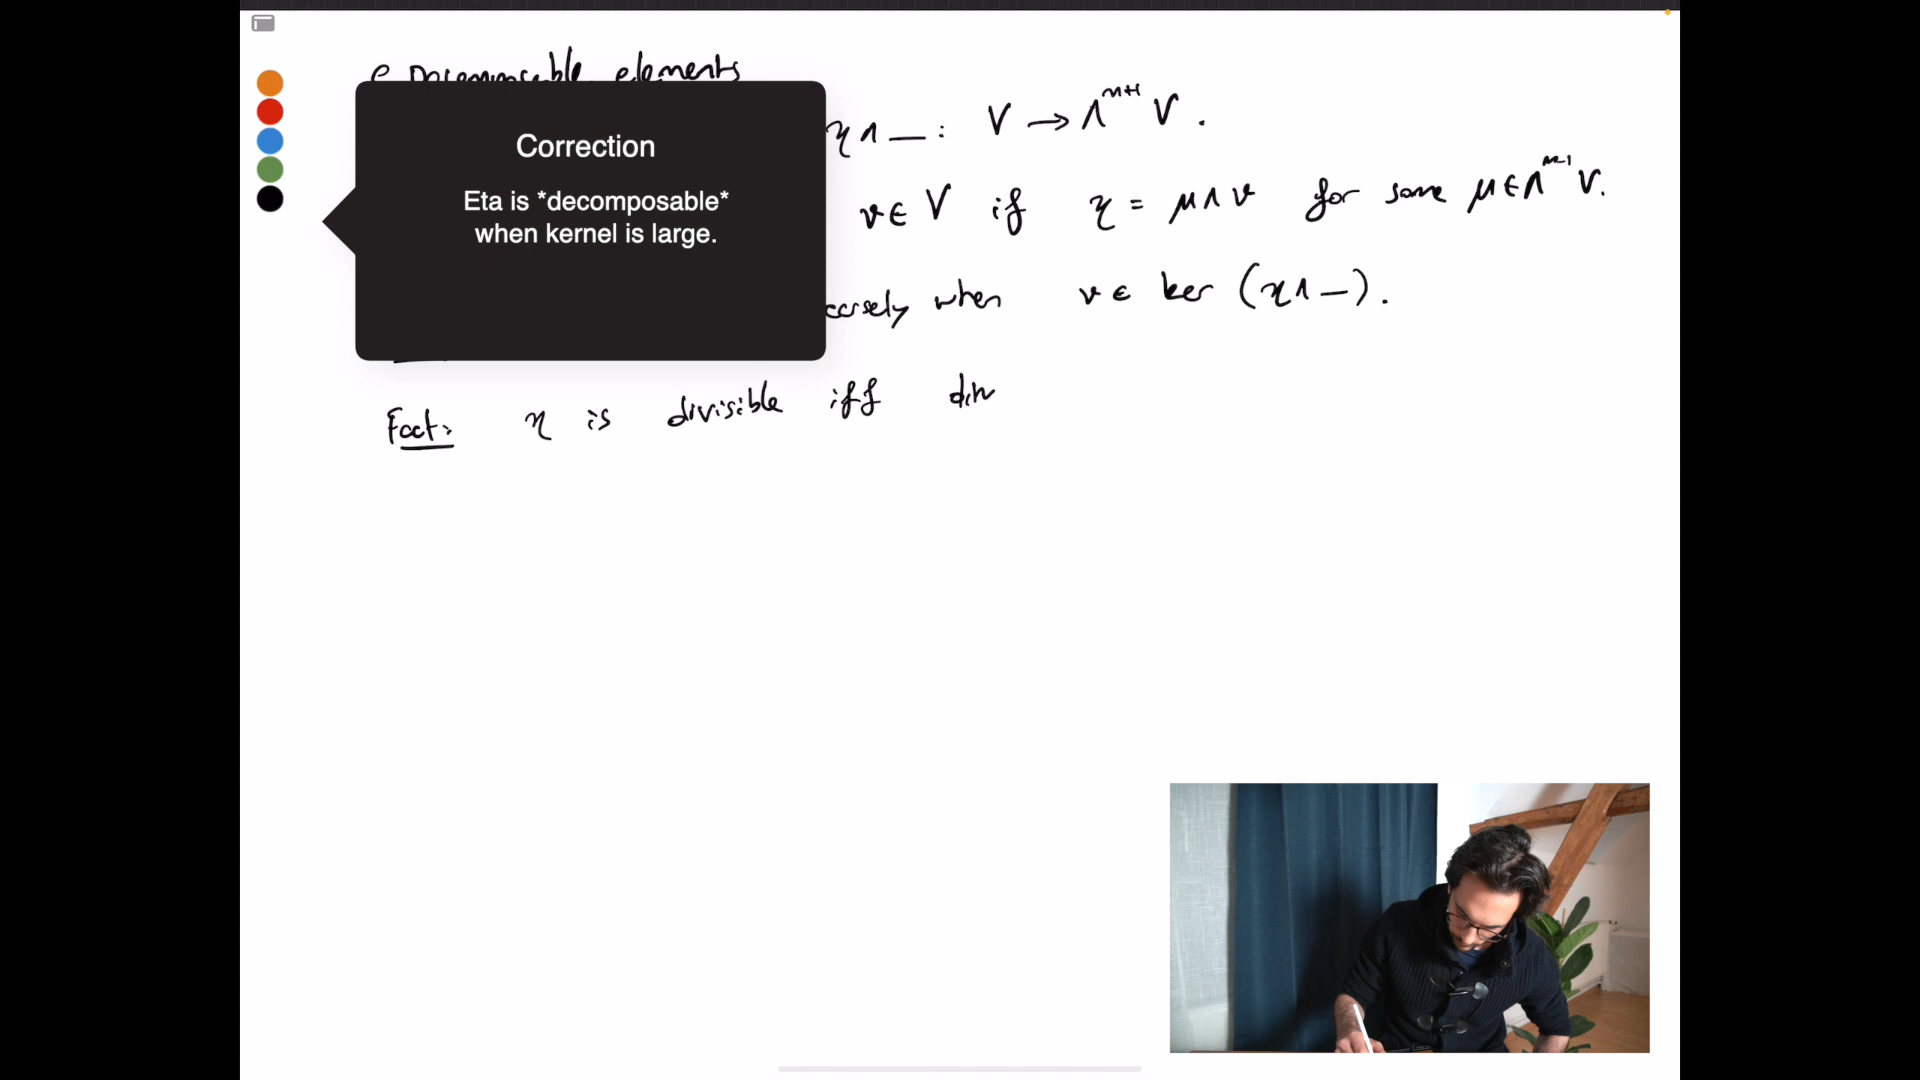 Decomposable elements
η ∧ — : V → Λ^{m+1} V .
Correction
Eta is *decomposable*
when kernel is large.
v ∈ V if η = μ ∧ v for some μ ∈ Λ^{m-1} V.
when v ∈ ker (η ∧ —) .
Fact: η is divisible iff dim